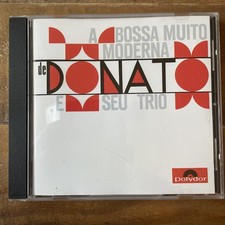 A BOSSA MUITO
MODERNA
de DONATO
E SEU TRIO
Polydor